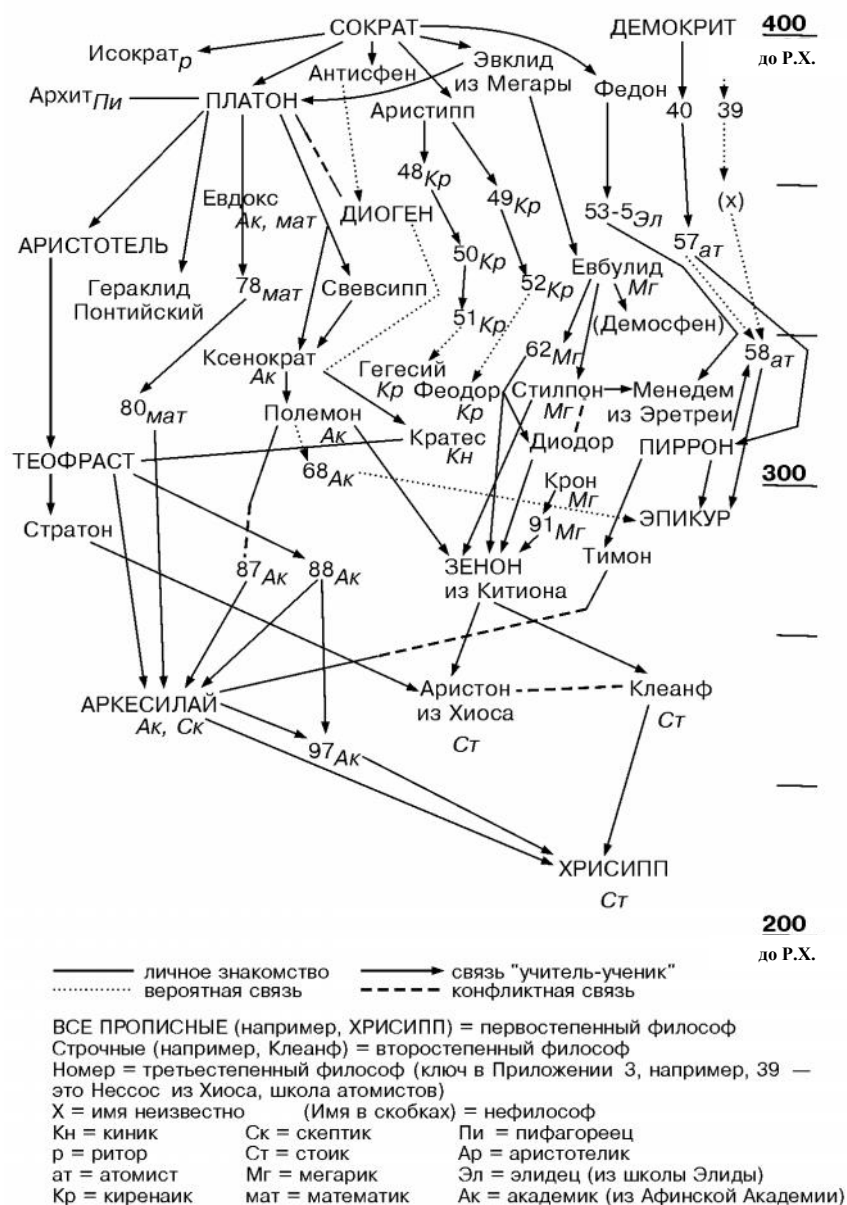 СОКРАТ
ДЕМОКРИТ
400
до Р.Х.
Исократ р
Антисфен
Эвклид
из Мегары
Федон
Архит Пи
ПЛАТОН
Аристипп
40
39
48 Кр
49 Кр
(х)
Евдокс
Ак, мат
ДИОГЕН
53-5 Эл
57 ат
АРИСТОТЕЛЬ
50 Кр
Евбулид
Мг
Гераклид
Понтийский
78 мат
Свевсипп
52 Кр
51 Кр
(Демосфен)
Ксенократ
Ак
62 Мг
58 ат
Гегесий
Кр
Феодор
Кр
Стилпон
Мг
Менедем
из Эретреи
80 мат
Полемон
Ак
Кратес
Кн
Диодор
ПИРРОН
ТЕОФРАСТ
68 Ак
Крон
Мг
300
Стратон
91 Мг
ЭПИКУР
87 Ак
88 Ак
ЗЕНОН
из Китиона
Тимон
АРКЕСИЛАЙ
Ак, Ск
Аристон
из Хиоса
Ст
Клеанф
Ст
97 Ак
ХРИСИПП
Ст
200
до Р.Х.
личное знакомство
связь "учитель-ученик"
вероятная связь
конфликтная связь
ВСЕ ПРОПИСНЫЕ (например, ХРИСИПП) = первостепенный философ
Строчные (например, Клеанф) = второстепенный философ
Номер = третьестепенный философ (ключ в Приложении 3, например, 39 —
это Нессос из Хиоса, школа атомистов)
Х = имя неизвестно (Имя в скобках) = нефилософ
Кн = киник Ск = скептик Пи = пифагореец
р = ритор Ст = стоик Ар = аристотелик
ат = атомист Мг = мегарик Эл = элидец (из школы Элиды)
Кр = киренаик мат = математик Ак = академик (из Афинской Академии)